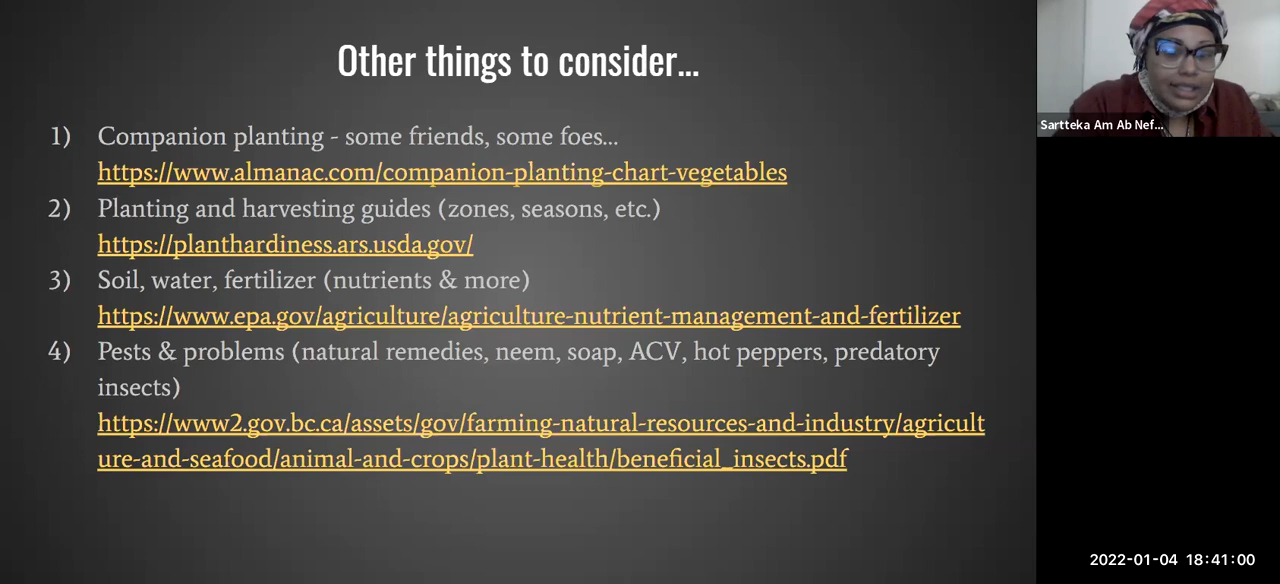 Other things to consider...
1) Companion planting - some friends, some foes...
https://www.almanac.com/companion-planting-chart-vegetables
2) Planting and harvesting guides (zones, seasons, etc.)
https://planthardiness.ars.usda.gov/
3) Soil, water, fertilizer (nutrients & more)
https://www.epa.gov/agriculture/agriculture-nutrient-management-and-fertilizer
4) Pests & problems (natural remedies, neem, soap, ACV, hot peppers, predatory
insects)
https://www2.gov.bc.ca/assets/gov/farming-natural-resources-and-industry/agricult
ure-and-seafood/animal-and-crops/plant-health/beneficial_insects.pdf
Sartteka Am Ab Nef...
2022-01-04 18:41:00